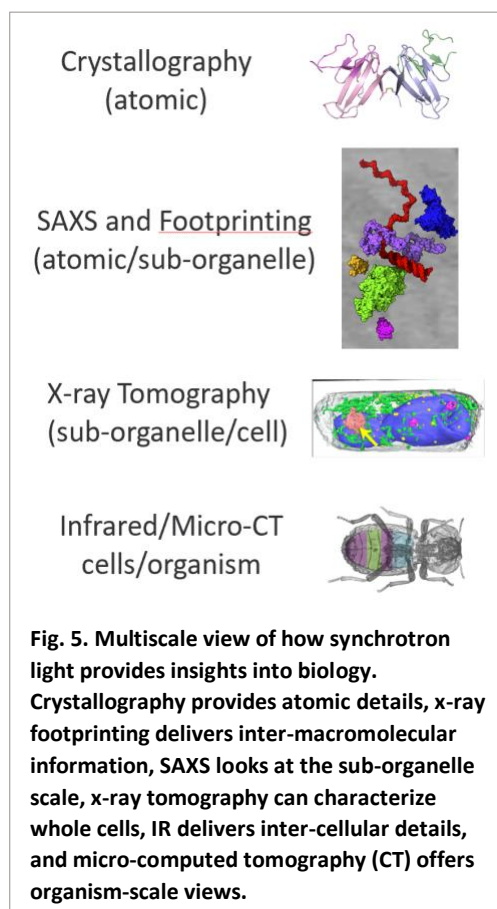 Crystallography
(atomic)
SAXS and Footprinting
(atomic/sub-organelle)
X-ray Tomography
(sub-organelle/cell)
Infrared/Micro-CT
cells/organism
Fig. 5. Multiscale view of how synchrotron
light provides insights into biology.
Crystallography provides atomic details, x-ray
footprinting delivers inter-macromolecular
information, SAXS looks at the sub-organelle
scale, x-ray tomography can characterize
whole cells, IR delivers inter-cellular details,
and micro-computed tomography (CT) offers
organism-scale views.